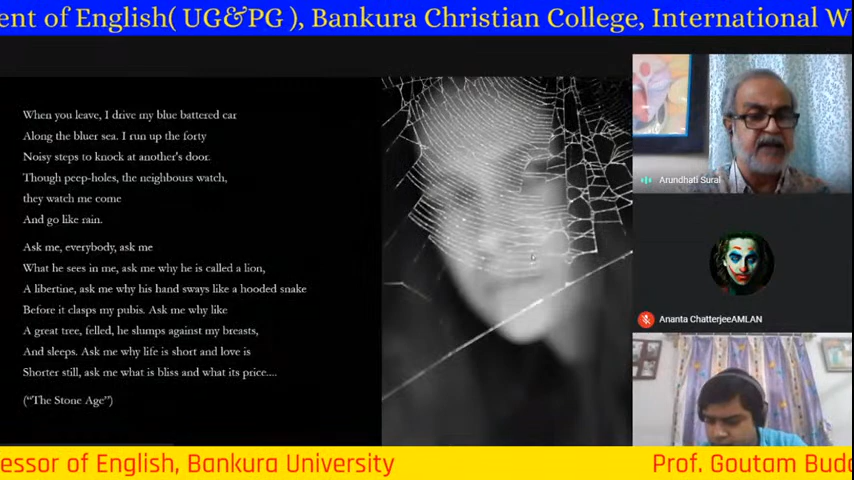 ent of English( UG&PG ), Bankura Christian College, International W
When you leave, I drive my blue battered car
Along the bluer sea. I run up the forty
Noisy steps to knock at another's door.
Though peep-holes, the neighbours watch,
they watch me come
And go like rain.
Ask me, everybody, ask me
What he sees in me, ask me why he is called a lion,
A libertine, ask me why his hand sways like a hooded snake
Before it clasps my pubis. Ask me why like
A great tree, felled, he slumps against my breasts,
And sleeps. Ask me why life is short and love is
Shorter still, ask me what is bliss and what its price....
("The Stone Age")
Arundhati Sural
Ananta ChatterjeeAMLAN
essor of English, Bankura University
Prof. Goutam Budd